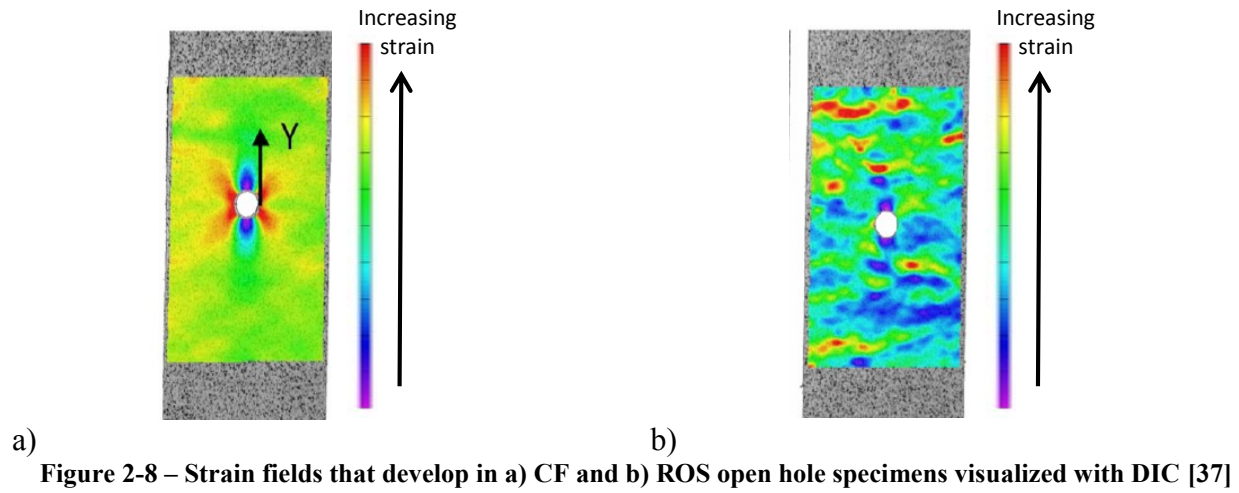 Increasing
strain
Y
Increasing
strain
a)
b)
Figure 2-8 – Strain fields that develop in a) CF and b) ROS open hole specimens visualized with DIC [37]